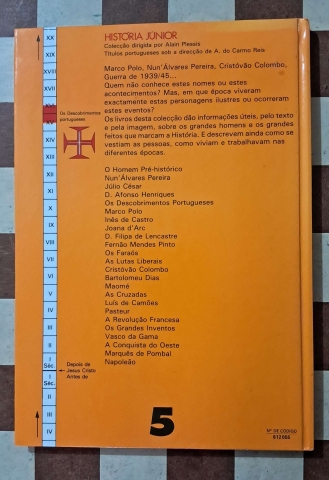 HISTÓRIA JÚNIOR
Colecção dirigida por Alain Plessis
Títulos portugueses sob a direcção de A. do Carmo Reis
Marco Polo, Nun'Álvares Pereira, Cristóvão Colombo,
Guerra de 1939/45...
Quem não conhece estes nomes ou estes
acontecimentos? Mas, em que época viveram
exactamente estas personagens ilustres ou ocorreram
estes eventos?
Os livros desta colecção dão informações úteis, pelo texto
e pela imagem, sobre os grandes homens e os grandes
feitos que marcam a História. E descrevem ainda como se
vestiam as pessoas, como viviam e trabalhavam nas
diferentes épocas.
O Homem Pré-histórico
Nun'Álvares Pereira
Júlio César
D. Afonso Henriques
Os Descobrimentos Portugueses
Marco Polo
Inês de Castro
Joana d'Arc
D. Filipa de Lencastre
Fernão Mendes Pinto
Os Faraós
As Lutas Liberais
Cristóvão Colombo
Bartolomeu Dias
Maomé
As Cruzadas
Luís de Camões
Pasteur
A Revolução Francesa
Os Grandes Inventos
Vasco da Gama
A Conquista do Oeste
Marquês de Pombal
Napoleão
XX
XIX
XVIII
XVII
Os Descobrimentos
portugueses
XIV
XIII
XII
XI
X
IX
VIII
VII
VI
V
IV
III
II
I
Séc.
Depois de
Jesus Cristo
Antes de
I
Séc.
II
III
IV
5
Nº DE CÓDIGO
612005